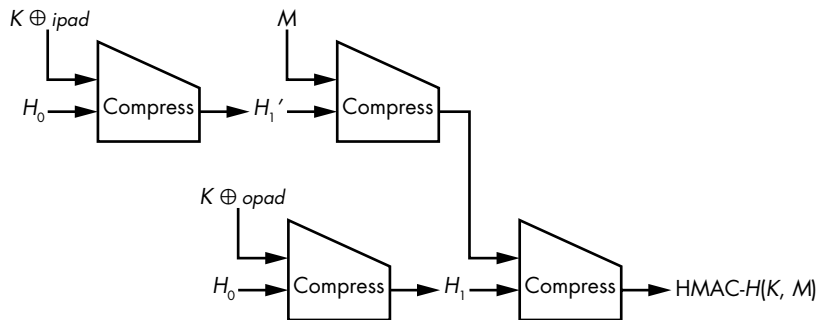 K ⊕ ipad
M
H₀
Compress
H₁′
Compress
K ⊕ opad
H₀
Compress
H₁
Compress
HMAC-H(K, M)